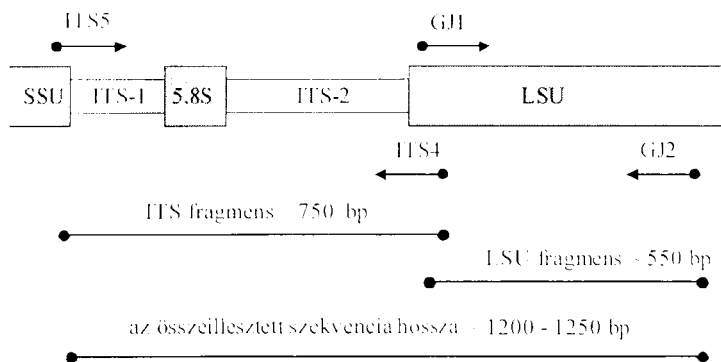 ITS5 GJ1
SSU ITS-1 5.8S ITS-2 LSU
ITS4 GJ2
ITS fragmens 750 bp
LSU fragmens ~ 550 bp
az összeillesztett szekvencia hossza ~ 1200 - 1250 bp